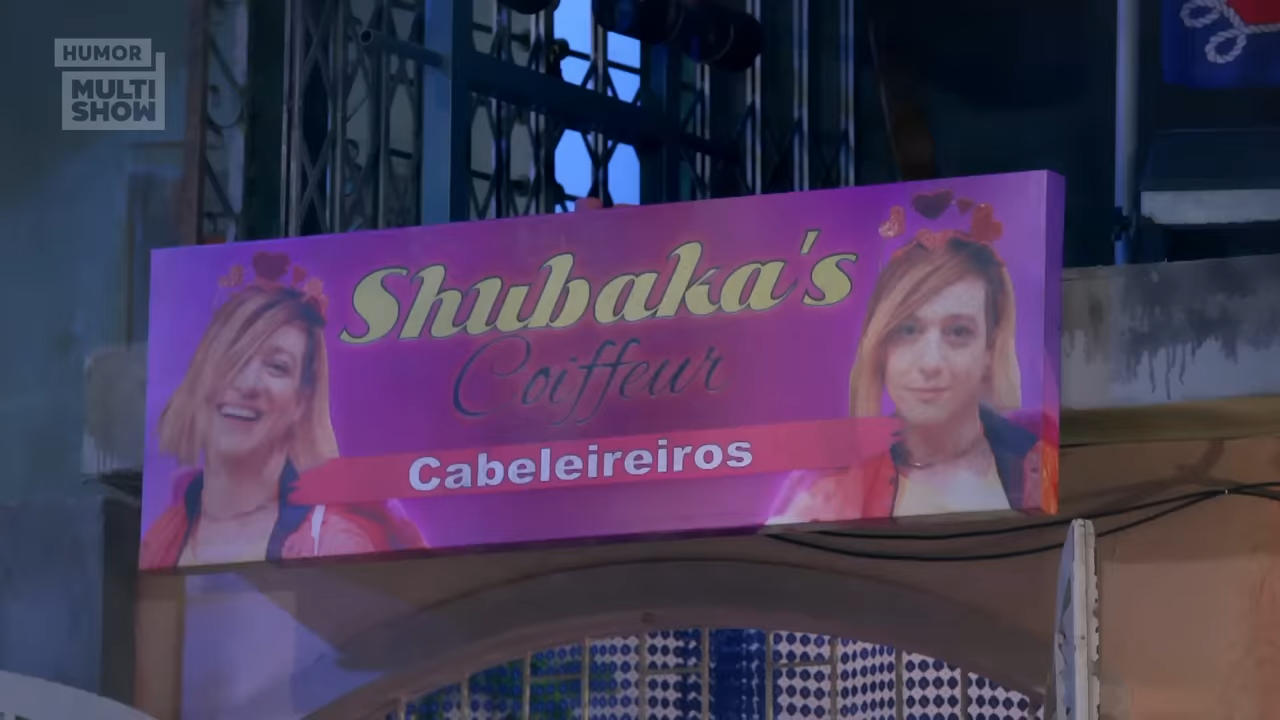 HUMOR
MULTI
SHOW
Shubaka's
Coiffeur
Cabeleireiros